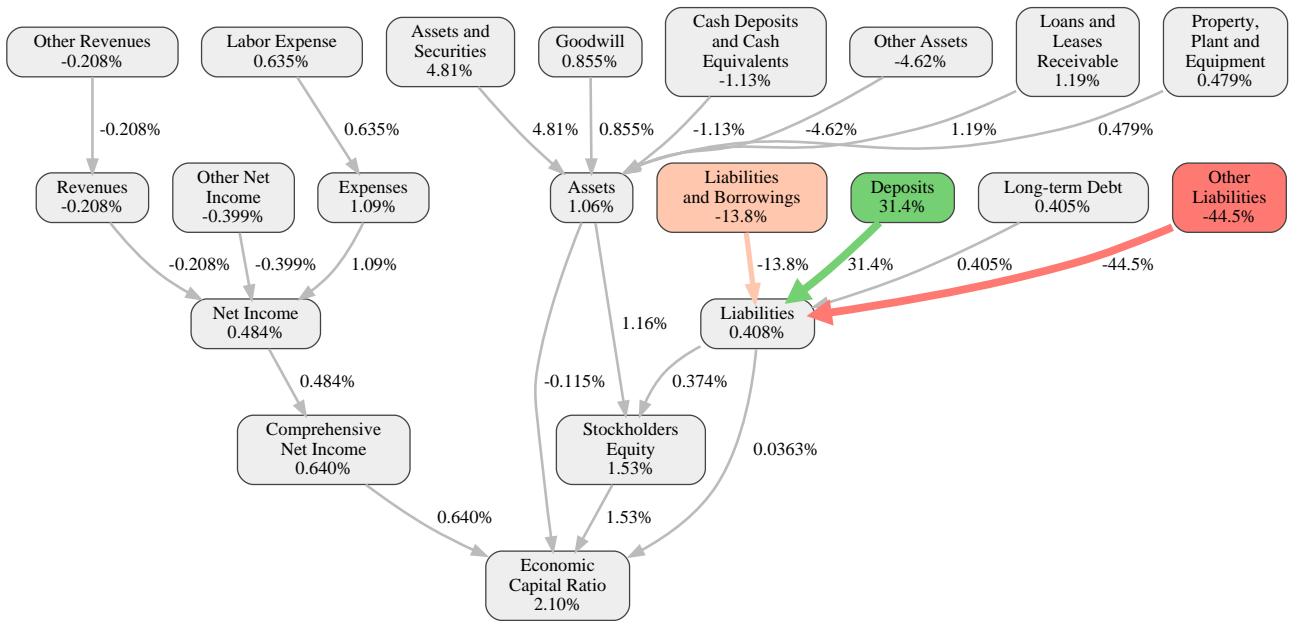 Other Revenues
-0.208%
Labor Expense
0.635%
Assets and
Securities
4.81%
Goodwill
0.855%
Cash Deposits
and Cash
Equivalents
-1.13%
Other Assets
-4.62%
Loans and
Leases
Receivable
1.19%
Property,
Plant and
Equipment
0.479%
-0.208%
0.635%
4.81%
0.855%
-1.13%
-4.62%
1.19%
0.479%
Revenues
-0.208%
Other Net
Income
-0.399%
Expenses
1.09%
Assets
1.06%
Liabilities
and Borrowings
-13.8%
Deposits
31.4%
Long-term Debt
0.405%
Other
Liabilities
-44.5%
-0.208%
-0.399%
1.09%
-13.8%
31.4%
0.405%
-44.5%
Net Income
0.484%
Liabilities
0.408%
1.16%
0.484%
-0.115%
0.374%
Comprehensive
Net Income
0.640%
Stockholders
Equity
1.53%
0.0363%
0.640%
1.53%
Economic
Capital Ratio
2.10%